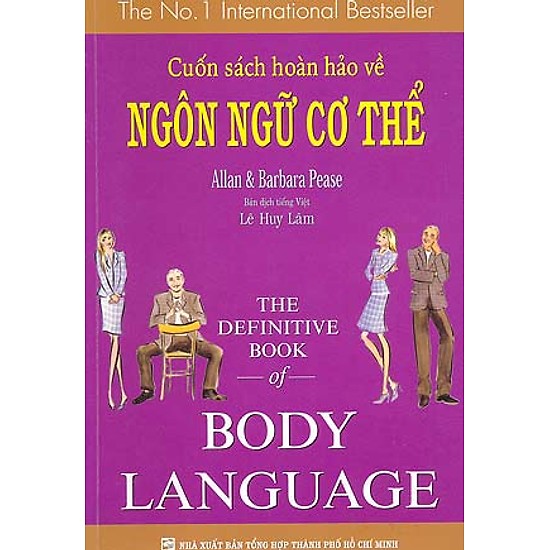 The No.1 International Bestseller
Cuốn sách hoàn hảo về
NGÔN NGỮ CƠ THỂ
Allan & Barbara Pease
Bản dịch tiếng Việt
Lê Huy Lâm
THE
DEFINITIVE
BOOK
of
BODY
LANGUAGE
NHÀ XUẤT BẢN TỔNG HỢP THÀNH PHỐ HỒ CHÍ MINH